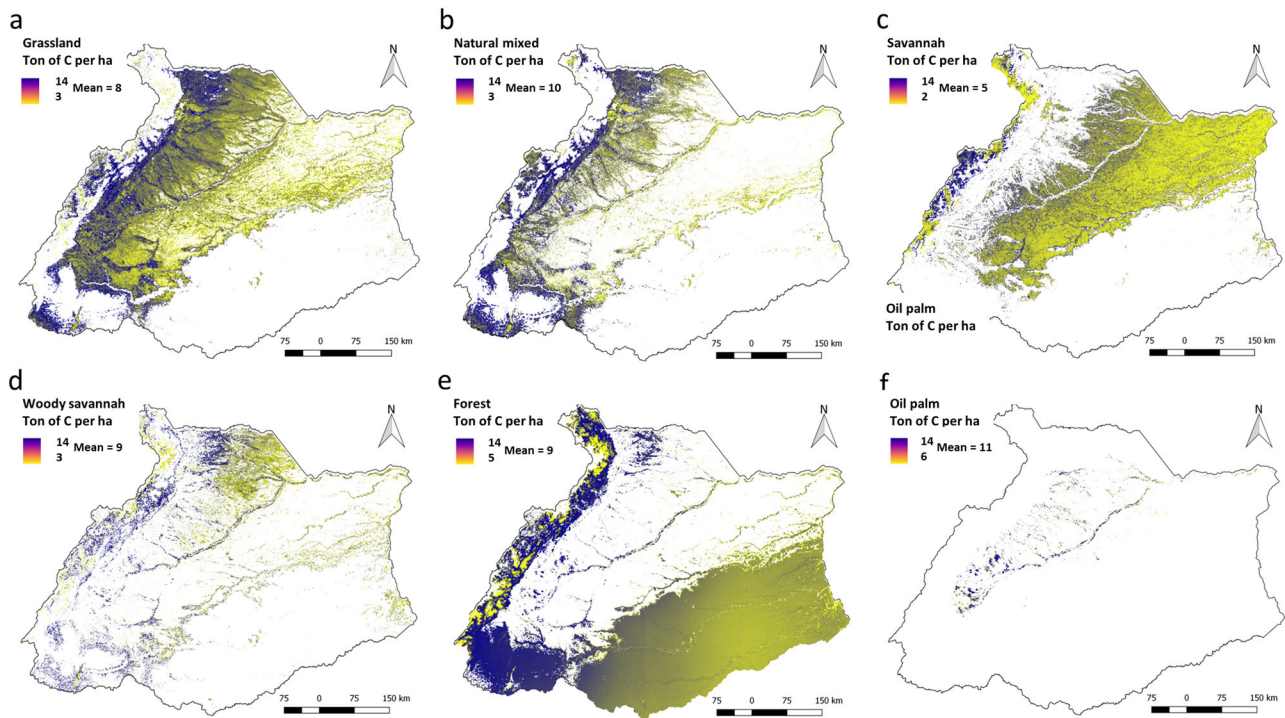 a
Grassland
Ton of C per ha
14
3
Mean = 8
N
75 0 75 150 km
b
Natural mixed
Ton of C per ha
14
3
Mean = 10
N
75 0 75 150 km
c
Savannah
Ton of C per ha
14
2
Mean = 5
N
Oil palm
Ton of C per ha
75 0 75 150 km
d
Woody savannah
Ton of C per ha
14
3
Mean = 9
N
75 0 75 150 km
e
Forest
Ton of C per ha
14
5
Mean = 9
N
75 0 75 150 km
f
Oil palm
Ton of C per ha
14
6
Mean = 11
N
75 0 75 150 km